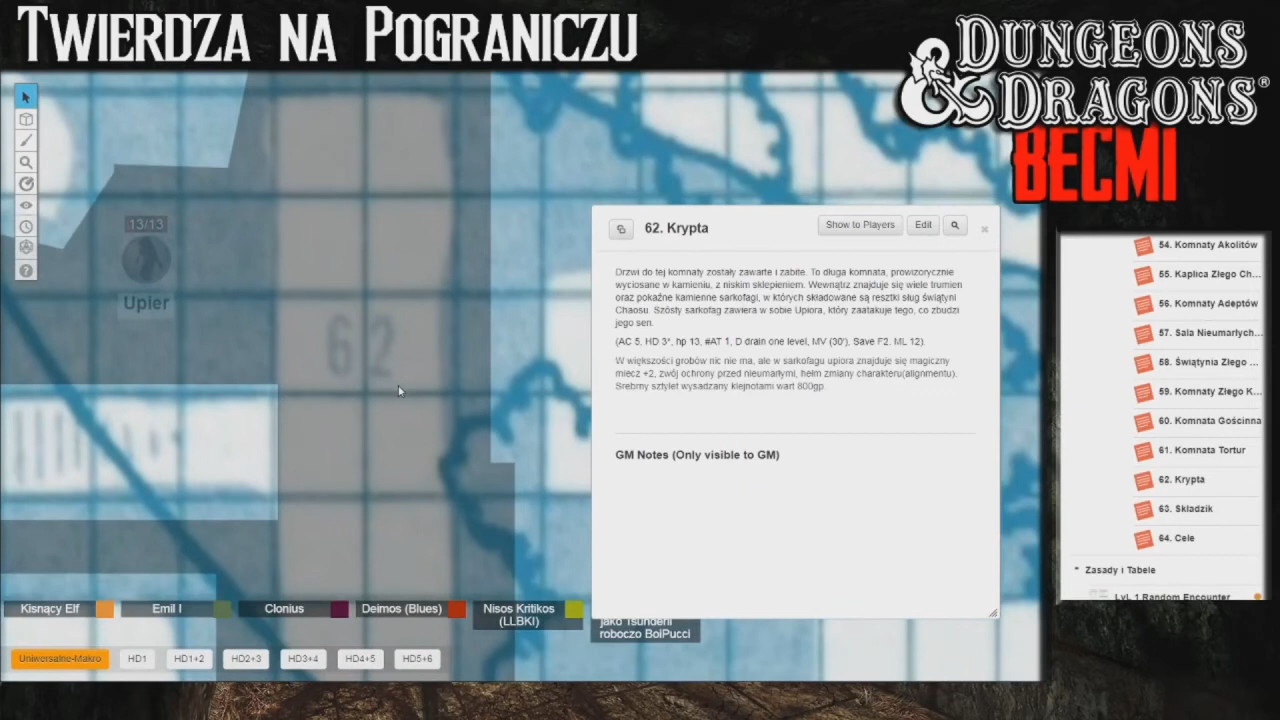 TWIERDZA NA POGRANICZU
DUNGEONS
& DRAGONS®
BECMI
13/13
Upier
62
62. Krypta
Show to Players
Edit
Drzwi do tej komnaty zostały zawarte i zabite. To długa komnata, prowizorycznie
wyciosane w kamieniu, z niskim sklepieniem. Wewnątrz znajduje się wiele trumien
oraz pokaźne kamienne sarkofagi, w których składowane są resztki sług świątyni
Chaosu. Szósty sarkofag zawiera w sobie Upiora, który zaatakuje tego, co zbudzi
jego sen.
(AC 5, HD 3*, hp 13, #AT 1, D drain one level, MV (30'), Save F2. ML 12).
W większości grobów nic nie ma, ale w sarkofagu upiora znajduje się magiczny
miecz +2, zwój ochrony przed nieumarłymi, hełm zmiany charakteru(alignmentu).
Srebrny sztylet wysadzany klejnotami wart 800gp.
GM Notes (Only visible to GM)
54. Komnaty Akolitów
55. Kaplica Złego Ch...
56. Komnaty Adeptów
57. Sala Nieumarłych...
58. Świątynia Złego ...
59. Komnaty Złego K...
60. Komnata Gościnna
61. Komnata Tortur
62. Krypta
63. Składzik
64. Cele
Zasady i Tabele
LvL 1 Random Encounter
Kisnący Elf
Emil I
Clonius
Deimos (Blues)
Nisos Kritikos
(LLBKI)
jako Tsunderii
roboczo BoiPucci
Uniwersalne-Makro
HD1
HD1+2
HD2+3
HD3+4
HD4+5
HD5+6